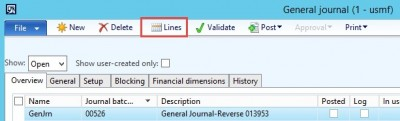 General journal (1 - usmf)
File New Delete Lines Validate Post Approval Print
Show: Open Show user-created only:
Overview General Setup Blocking Financial dimensions History
Name Journal batc... Description Posted Log In u
GenJrn 00526 General Journal-Reverse 013953